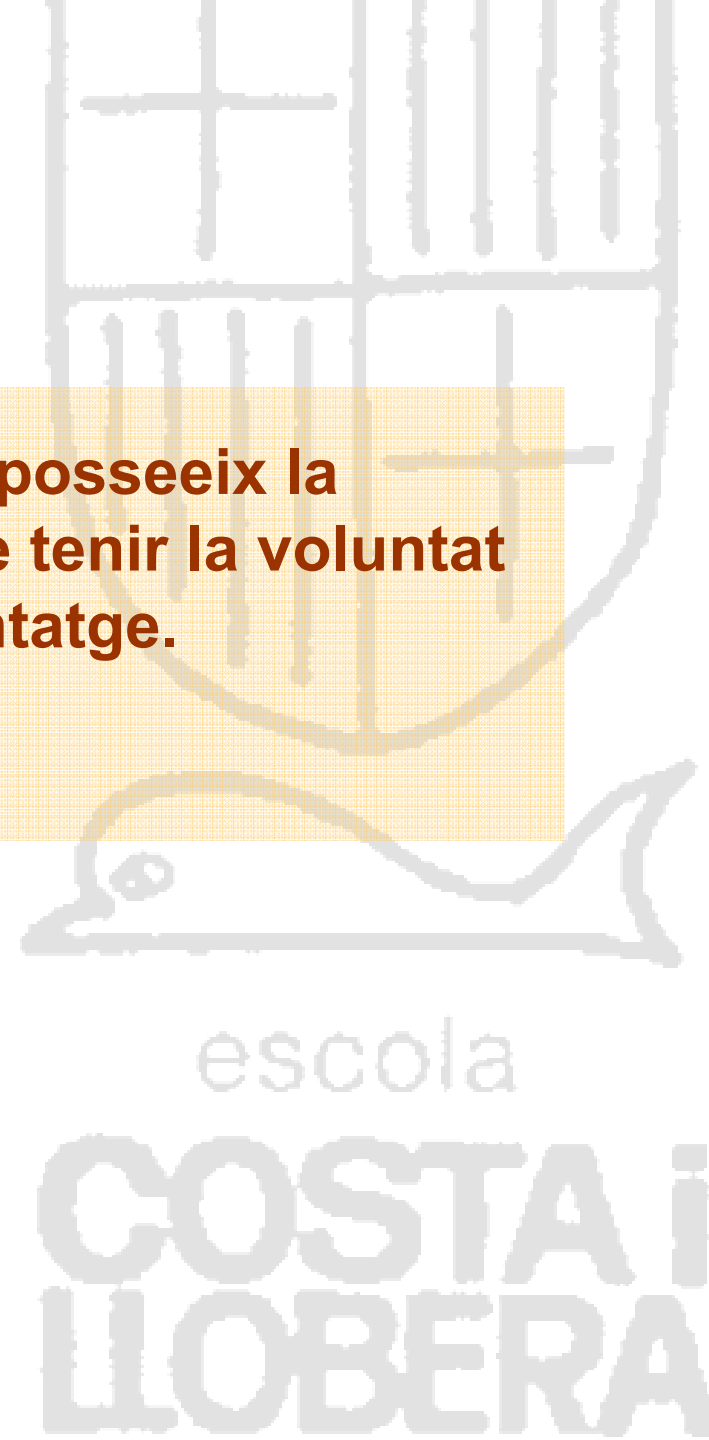 posseeix la
e tenir la voluntat
ntatge.
escola
COSTA i
LLOBERA